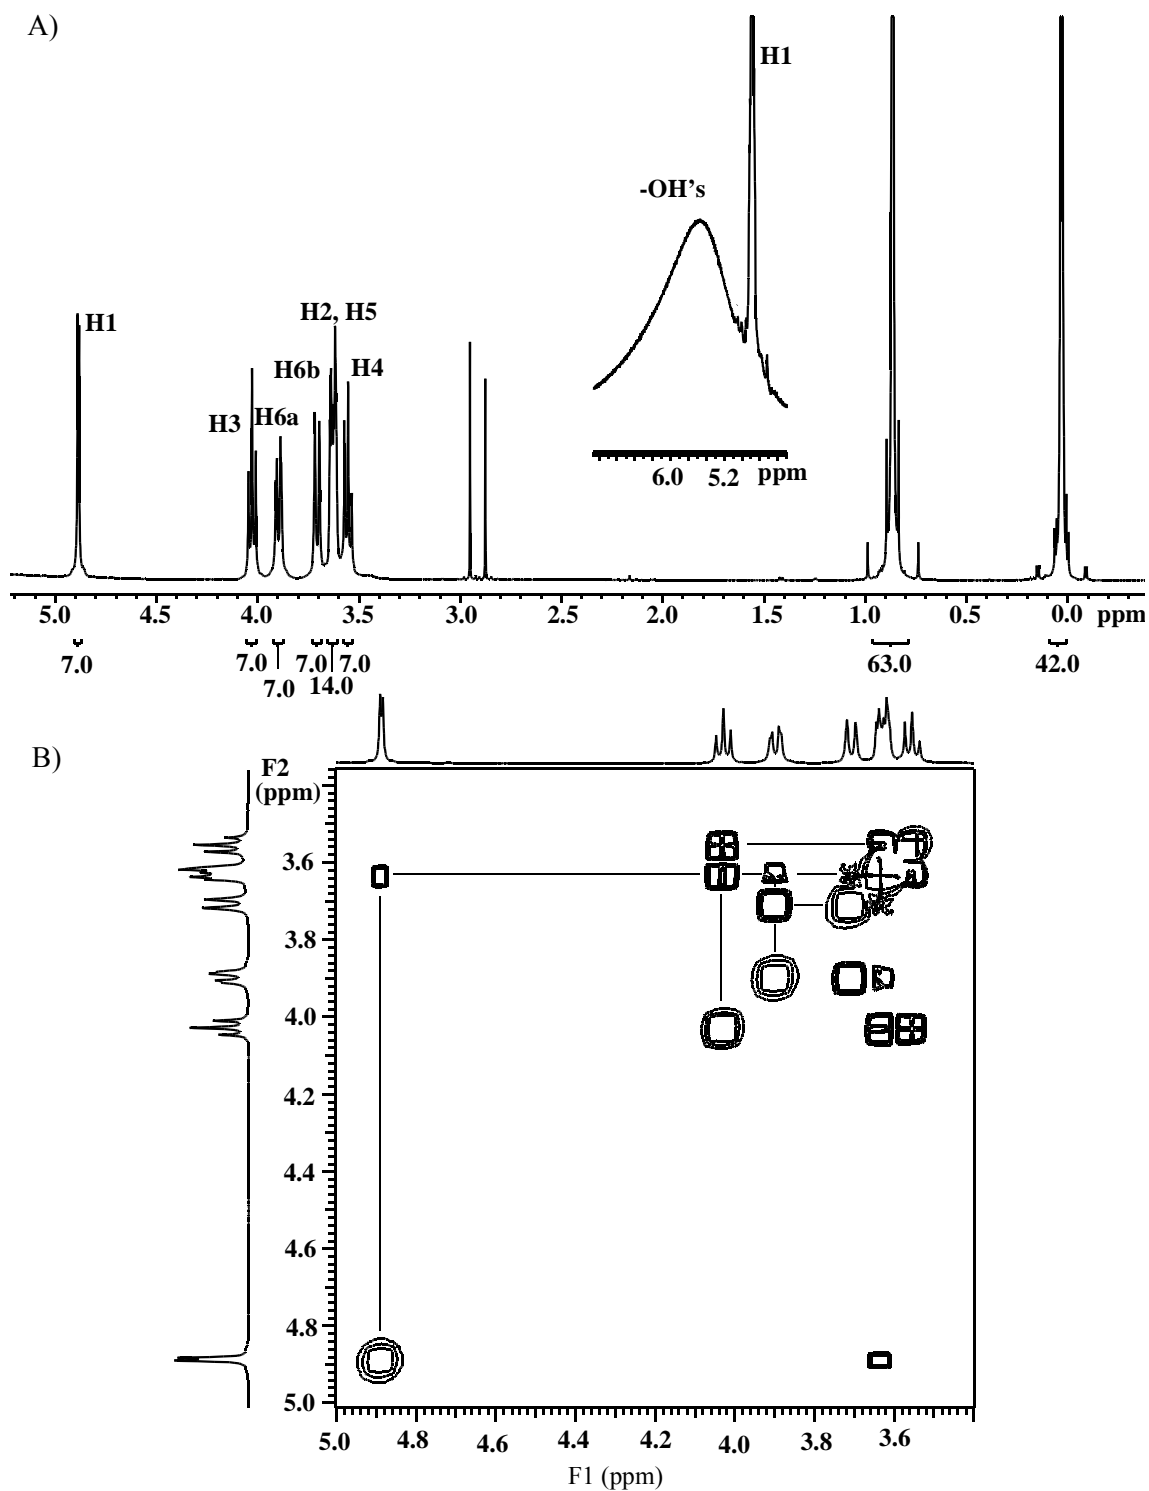 A)
H1
-OH's
H1
H2, H5
H6b
H4
H3
H6a
6.0 5.2 ppm
5.0 4.5 4.0 3.5 3.0 2.5 2.0 1.5 1.0 0.5 0.0 ppm
7.0 7.0 7.0 7.0 63.0 42.0
7.0 14.0
B)
F2
(ppm)
3.6
3.8
4.0
4.2
4.4
4.6
4.8
5.0
5.0 4.8 4.6 4.4 4.2 4.0 3.8 3.6
F1 (ppm)